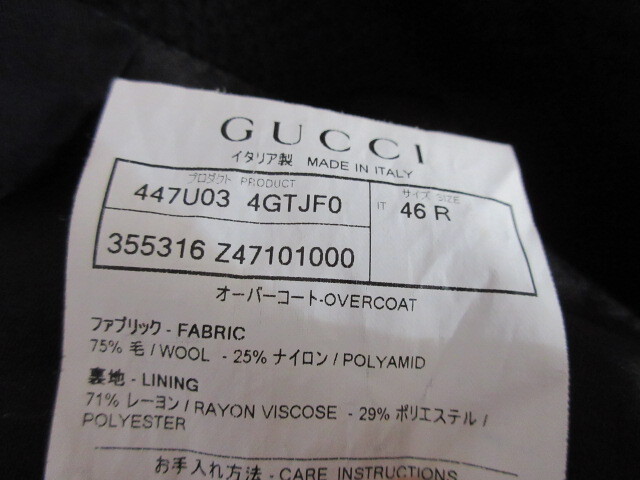 GUCCI
イタリア製 MADE IN ITALY
プロダクト PRODUCT
447U03 4GTJF0
サイズ SIZE
IT 46 R
355316 Z47101000
オーバーコート-OVERCOAT
ファブリック - FABRIC
75% 毛 / WOOL - 25% ナイロン / POLYAMID
裏地 - LINING
71% レーヨン / RAYON VISCOSE - 29% ポリエステル /
POLYESTER
お手入れ方法 - CARE INSTRUCTIONS